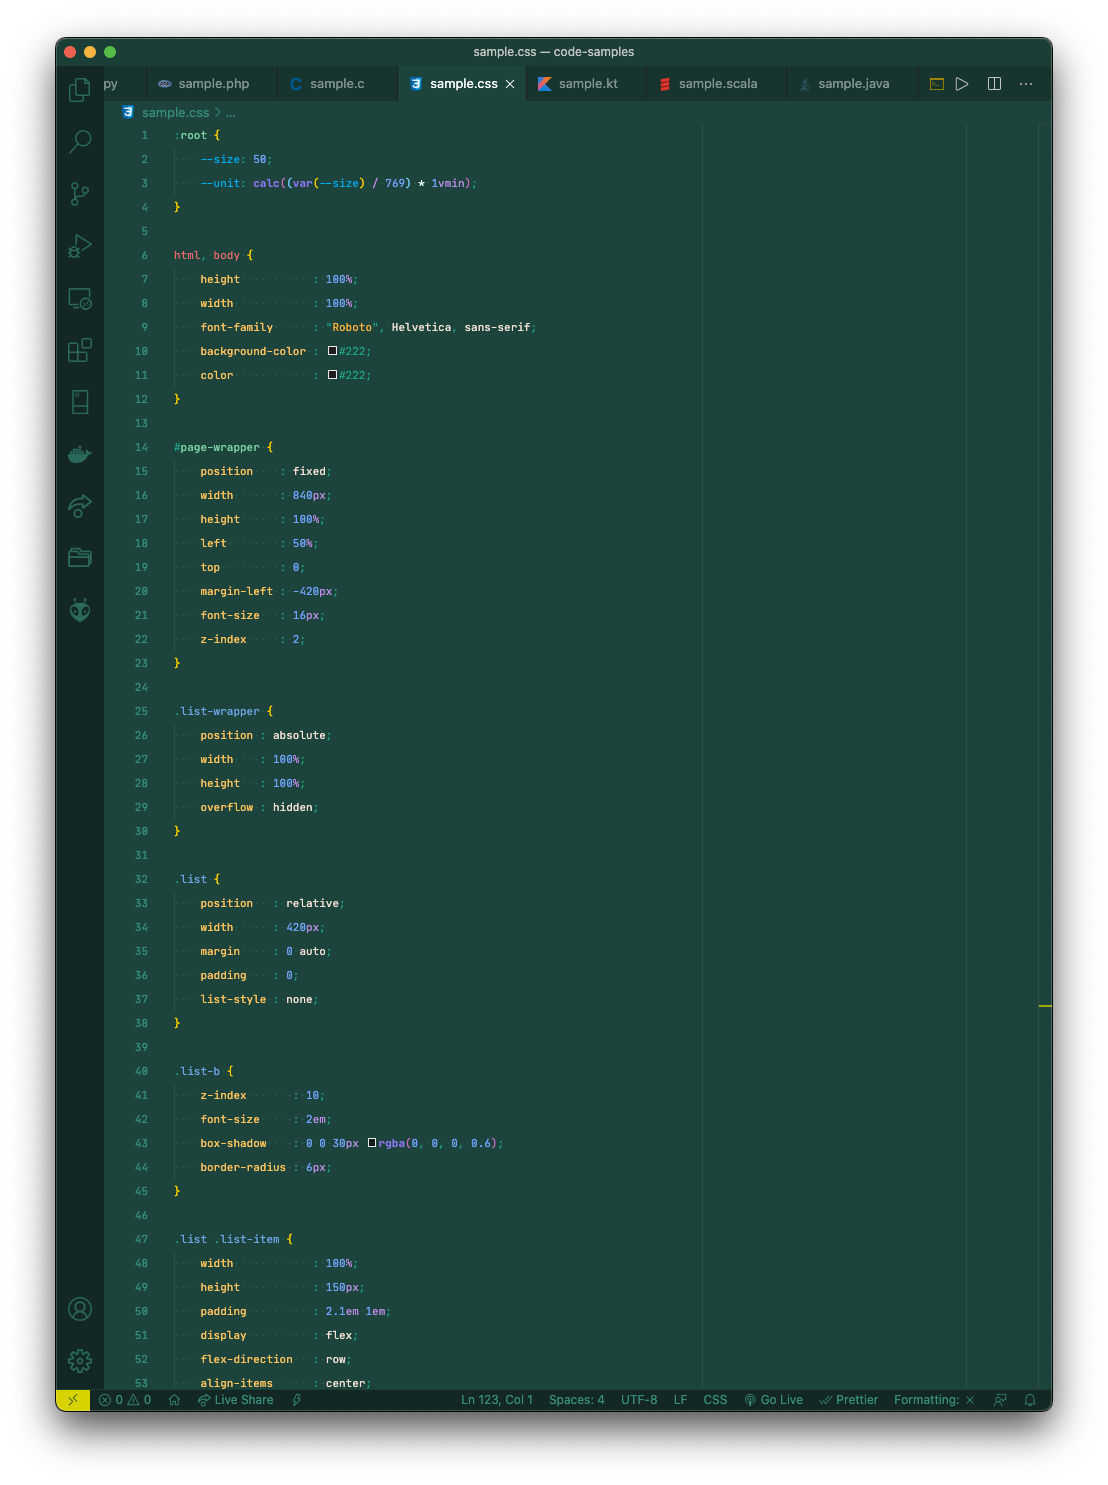 sample.css — code-samples
py sample.php sample.c sample.css sample.kt sample.scala sample.java
sample.css > ...
1 :root {
2 --size: 50;
3 --unit: calc((var(--size) / 769) * 1vmin);
4 }
5
6 html, body {
7 height : 100%;
8 width : 100%;
9 font-family : "Roboto", Helvetica, sans-serif;
10 background-color : #222;
11 color : #222;
12 }
13
14 #page-wrapper {
15 position : fixed;
16 width : 840px;
17 height : 100%;
18 left : 50%;
19 top : 0;
20 margin-left : -420px;
21 font-size : 16px;
22 z-index : 2;
23 }
24
25 .list-wrapper {
26 position : absolute;
27 width : 100%;
28 height : 100%;
29 overflow : hidden;
30 }
31
32 .list {
33 position : relative;
34 width : 420px;
35 margin : 0 auto;
36 padding : 0;
37 list-style : none;
38 }
39
40 .list-b {
41 z-index : 10;
42 font-size : 2em;
43 box-shadow : 0 0 30px rgba(0, 0, 0, 0.6);
44 border-radius : 6px;
45 }
46
47 .list .list-item {
48 width : 100%;
49 height : 150px;
50 padding : 2.1em 1em;
51 display : flex;
52 flex-direction : row;
53 align-items : center;
0 0 Live Share Ln 123, Col 1 Spaces: 4 UTF-8 LF CSS Go Live Prettier Formatting: ×